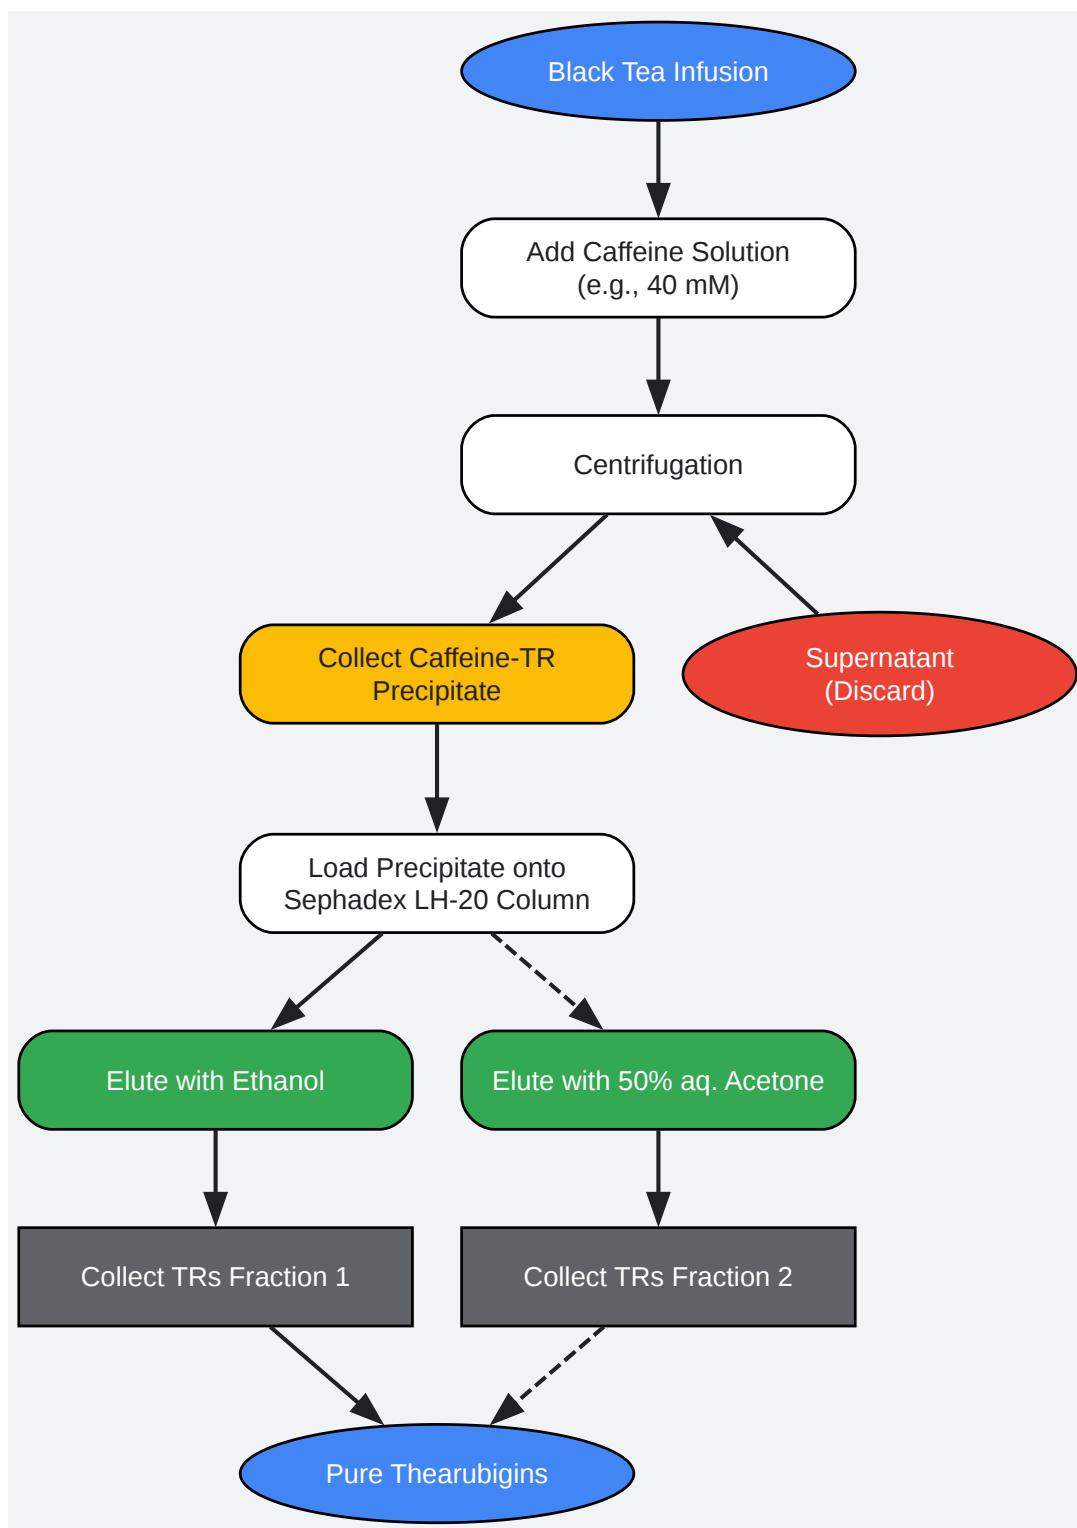 Black Tea Infusion
Add Caffeine Solution
(e.g., 40 mM)
Centrifugation
Collect Caffeine-TR
Precipitate
Supernatant
(Discard)
Load Precipitate onto
Sephadex LH-20 Column
Elute with Ethanol
Elute with 50% aq. Acetone
Collect TRs Fraction 1
Collect TRs Fraction 2
Pure Thearubigins